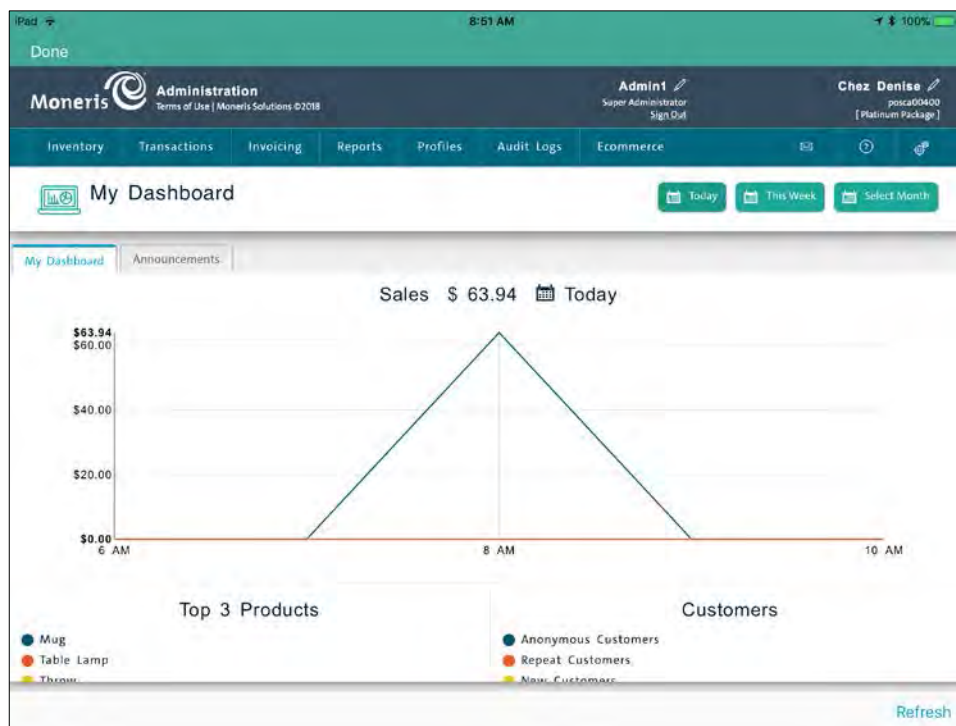 iPad 8:51 AM 100%
Done
Moneris Administration
Terms of Use | Moneris Solutions ©2018
Admin1
Super Administrator
Sign Out
Chez Denise
posca00400
[ Platinum Package ]
Inventory Transactions Invoicing Reports Profiles Audit Logs Ecommerce
My Dashboard
Today This Week Select Month
My Dashboard Announcements
Sales $ 63.94 Today
$63.94
$60.00
$40.00
$20.00
$0.00
6 AM 8 AM 10 AM
Top 3 Products
Mug
Table Lamp
Throw
Customers
Anonymous Customers
Repeat Customers
New Customers
Refresh